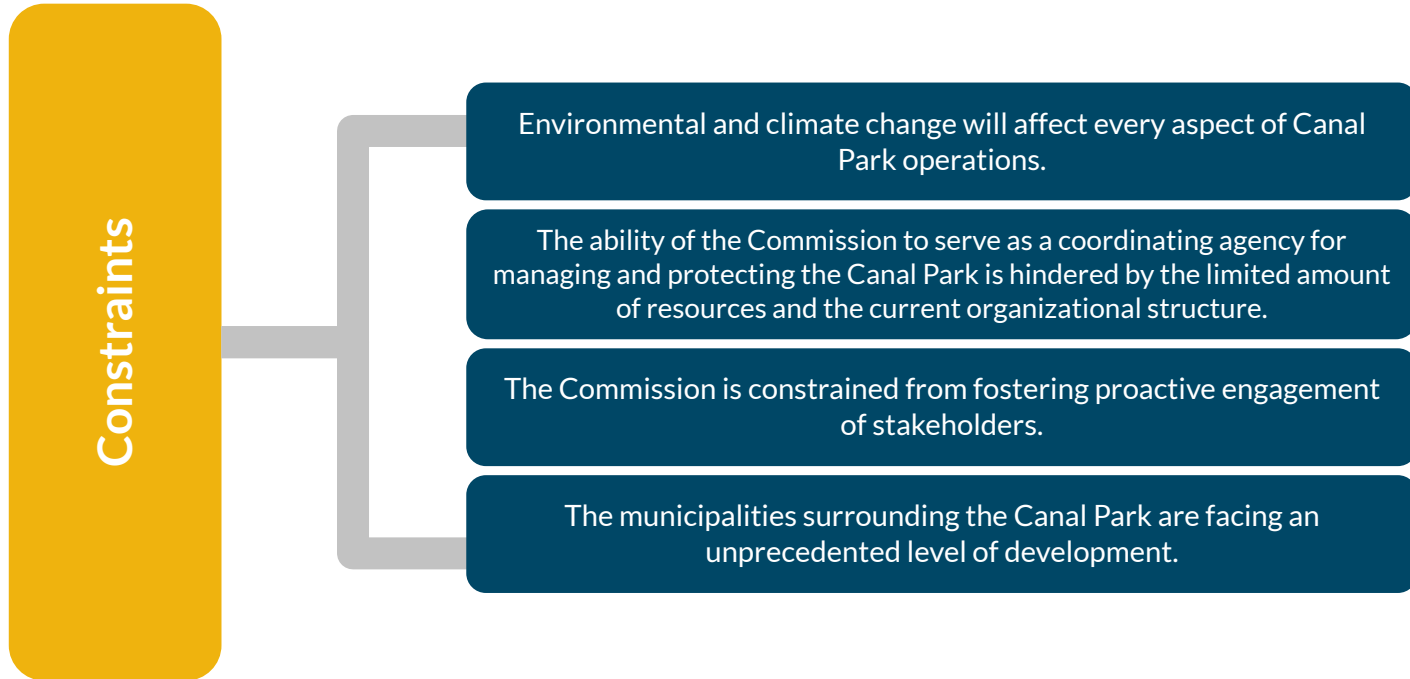 Constraints
Environmental and climate change will affect every aspect of Canal
Park operations.
The ability of the Commission to serve as a coordinating agency for
managing and protecting the Canal Park is hindered by the limited amount
of resources and the current organizational structure.
The Commission is constrained from fostering proactive engagement
of stakeholders.
The municipalities surrounding the Canal Park are facing an
unprecedented level of development.